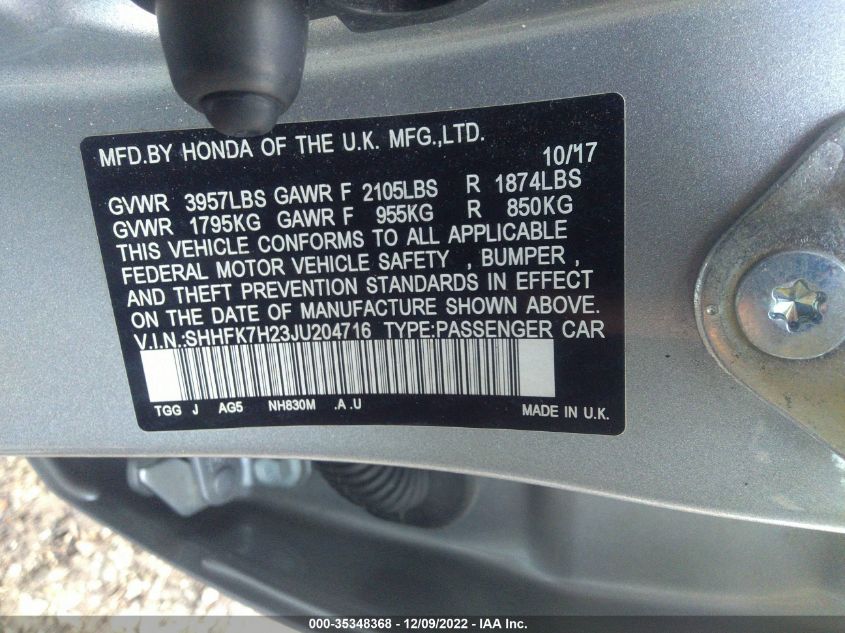 MFD.BY HONDA OF THE U.K. MFG.,LTD.
10/17
GVWR 3957LBS GAWR F 2105LBS R 1874LBS
GVWR 1795KG GAWR F 955KG R 850KG
THIS VEHICLE CONFORMS TO ALL APPLICABLE
FEDERAL MOTOR VEHICLE SAFETY , BUMPER ,
AND THEFT PREVENTION STANDARDS IN EFFECT
ON THE DATE OF MANUFACTURE SHOWN ABOVE.
V.I.N.:SHHFK7H23JU204716 TYPE:PASSENGER CAR
TGG J AG5 NH830M .A .U
MADE IN U.K.
000-35348368 - 12/09/2022 - IAA Inc.